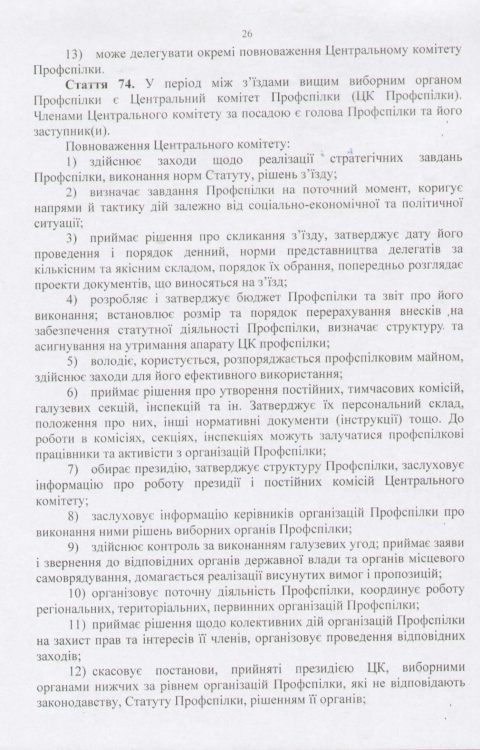 26
13) може делегувати окремі повноваження Центральному комітету
Профспілки.
Стаття 74. У період між з’їздами вищим виборним органом
Профспілки є Центральний комітет Профспілки (ЦК Профспілки).
Членами Центрального комітету за посадою є голова Профспілки та його
заступник(и).
Повноваження Центрального комітету:
1) здійснює заходи щодо реалізації стратегічних завдань
Профспілки, виконання норм Статуту, рішень з’їзду;
2) визначає завдання Профспілки на поточний момент, коригує
напрями й тактику дій залежно від соціально-економічної та політичної
ситуації;
3) приймає рішення про скликання з’їзду, затверджує дату його
проведення і порядок денний, норми представництва делегатів за
кількісним та якісним складом, порядок їх обрання, попередньо розглядає
проекти документів, що виносяться на з’їзд;
4) розробляє і затверджує бюджет Профспілки та звіт про його
виконання; встановлює розмір та порядок перерахування внесків на
забезпечення статутної діяльності Профспілки, визначає структуру та
асигнування на утримання апарату ЦК профспілки;
5) володіє, користується, розпоряджається профспілковим майном,
здійснює заходи для його ефективного використання;
6) приймає рішення про утворення постійних, тимчасових комісій,
галузевих секцій, інспекцій та ін. Затверджує їх персональний склад,
положення про них, інші нормативні документи (інструкції) тощо. До
роботи в комісіях, секціях, інспекціях можуть залучатися профспілкові
працівники та активісти з організацій Профспілки;
7) обирає президію, затверджує структуру Профспілки, заслуховує
інформацію про роботу президії і постійних комісій Центрального
комітету;
8) заслуховує інформацію керівників організацій Профспілки про
виконання ними рішень виборних органів Профспілки;
9) здійснює контроль за виконанням галузевих угод; приймає заяви
і звернення до відповідних органів державної влади та органів місцевого
самоврядування, домагається реалізації висунутих вимог і пропозицій;
10) організовує поточну діяльність Профспілки, координує роботу
регіональних, територіальних, первинних організацій Профспілки;
11) приймає рішення щодо колективних дій організацій Профспілки
на захист прав та інтересів її членів, організовує проведення відповідних
заходів;
12) скасовує постанови, прийняті президією ЦК, виборними
органами нижчих за рівнем організацій Профспілки, які не відповідають
законодавству, Статуту Профспілки, рішенням її органів;